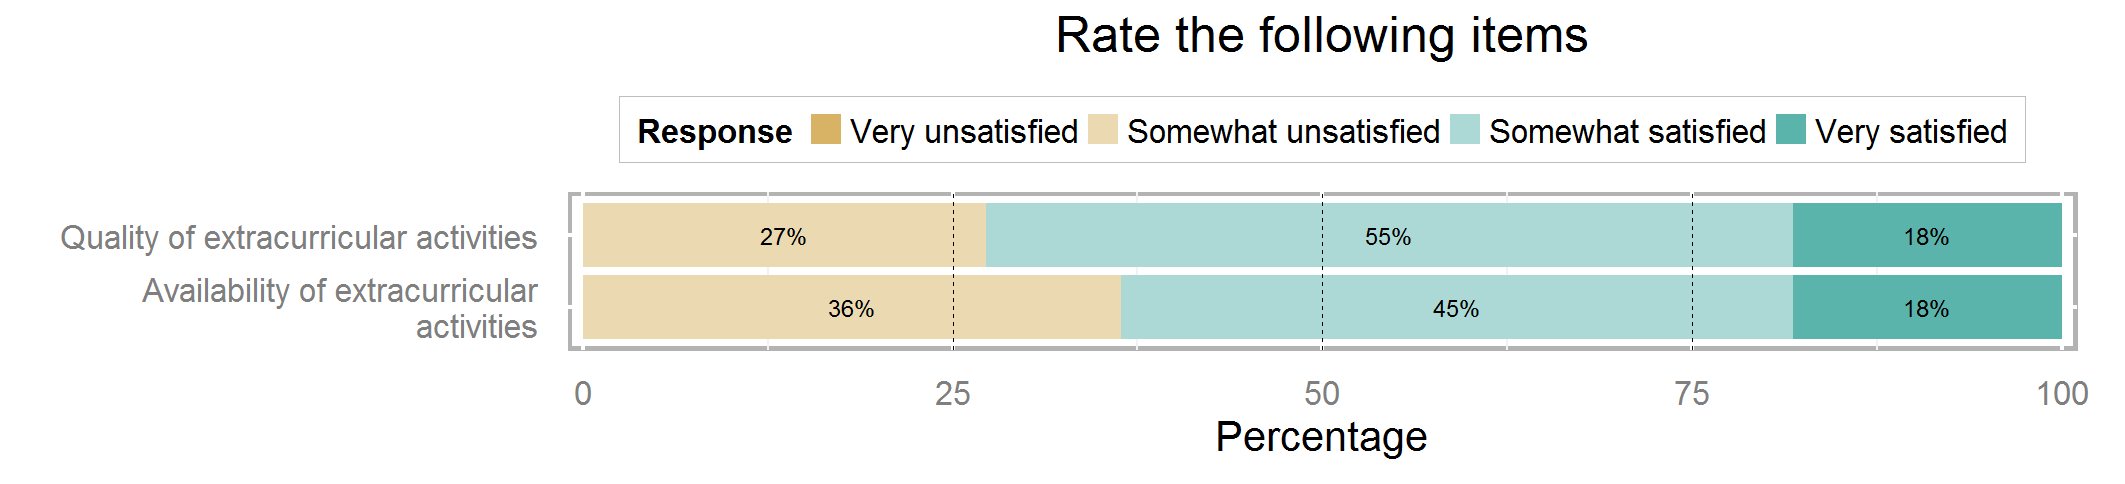 Rate the following items
Response Very unsatisfied Somewhat unsatisfied Somewhat satisfied Very satisfied
Quality of extracurricular activities 27% 55% 18%
Availability of extracurricular
activities
36% 45% 18%
0 25 50 75 100
Percentage